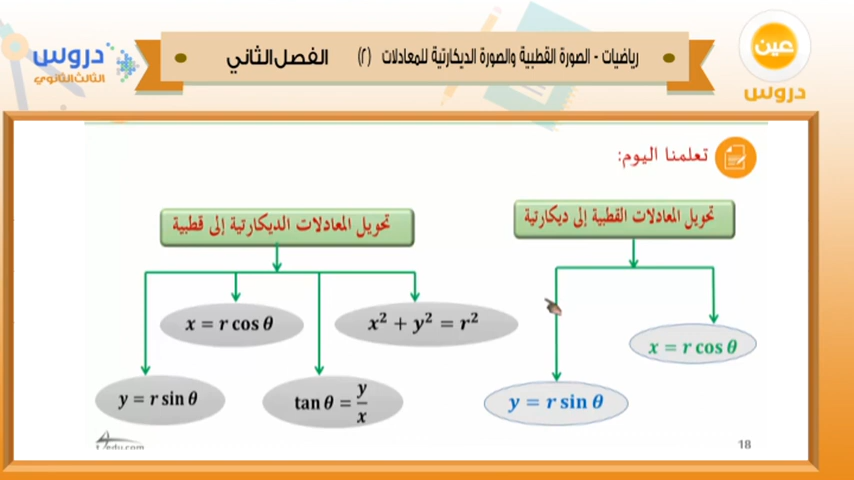 دروس
الثالث الثانوي
رياضيات - الصورة القطبية والصورة الديكارتية للمعادلات (٢) الفصل الثاني
عين
دروس
تعلمنا اليوم:
تحويل المعادلات القطبية إلى ديكارتية
x = r cos θ
y = r sin θ
تحويل المعادلات الديكارتية إلى قطبية
x² + y² = r²
x = r cos θ
tan θ = y/x
y = r sin θ
18